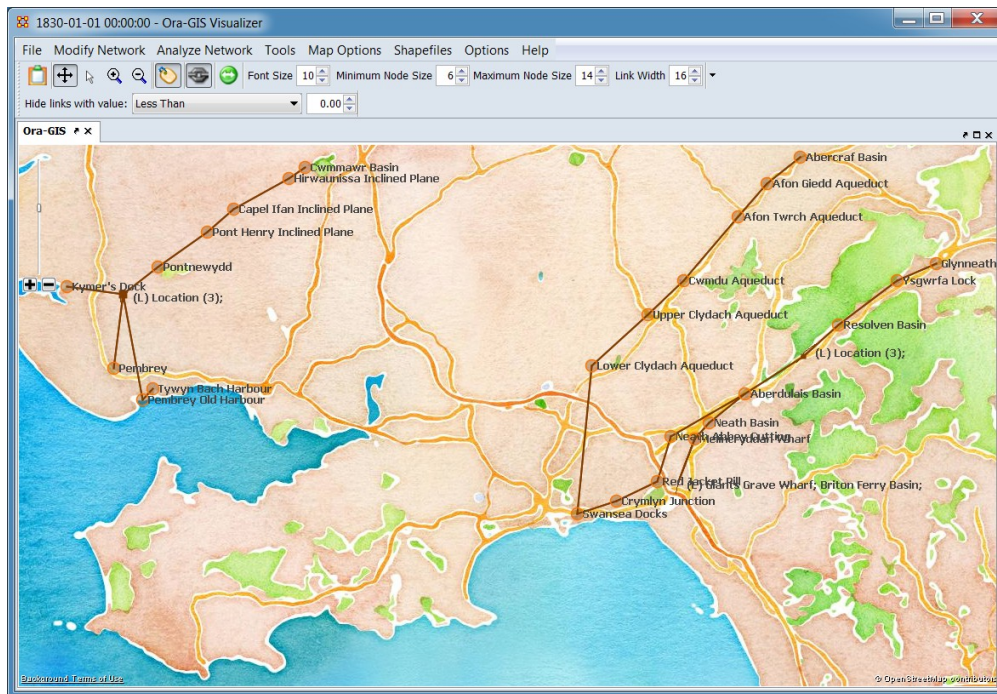 1830-01-01 00:00:00 - Ora-GIS Visualizer
File Modify Network Analyze Network Tools Map Options Shapefiles Options Help
Font Size 10 Minimum Node Size 6 Maximum Node Size 14 Link Width 16
Hide links with value: Less Than 0.00
Ora-GIS
Abercraf Basin
Cwmmawr Basin
Hirwaunissa Inclined Plane
Afon Giedd Aqueduct
Capel Ifan Inclined Plane
Afon Twrch Aqueduct
Pont Henry Inclined Plane
Glynneath
Pontnewydd
Cwmdu Aqueduct
Ysgwrfa Lock
Kymer's Dock
(L) Location (3);
Upper Clydach Aqueduct
Resolven Basin
(L) Location (3);
Lower Clydach Aqueduct
Pembrey
Tywyn Bach Harbour
Aberdulais Basin
Pembrey Old Harbour
Neath Basin
Neath Abbey Cutting
Wharf
Red Jacket Pill
(L) Giants Grave Wharf; Briton Ferry Basin;
Crymlyn Junction
Swansea Docks
Background Terms of Use
© OpenStreetMap contributors